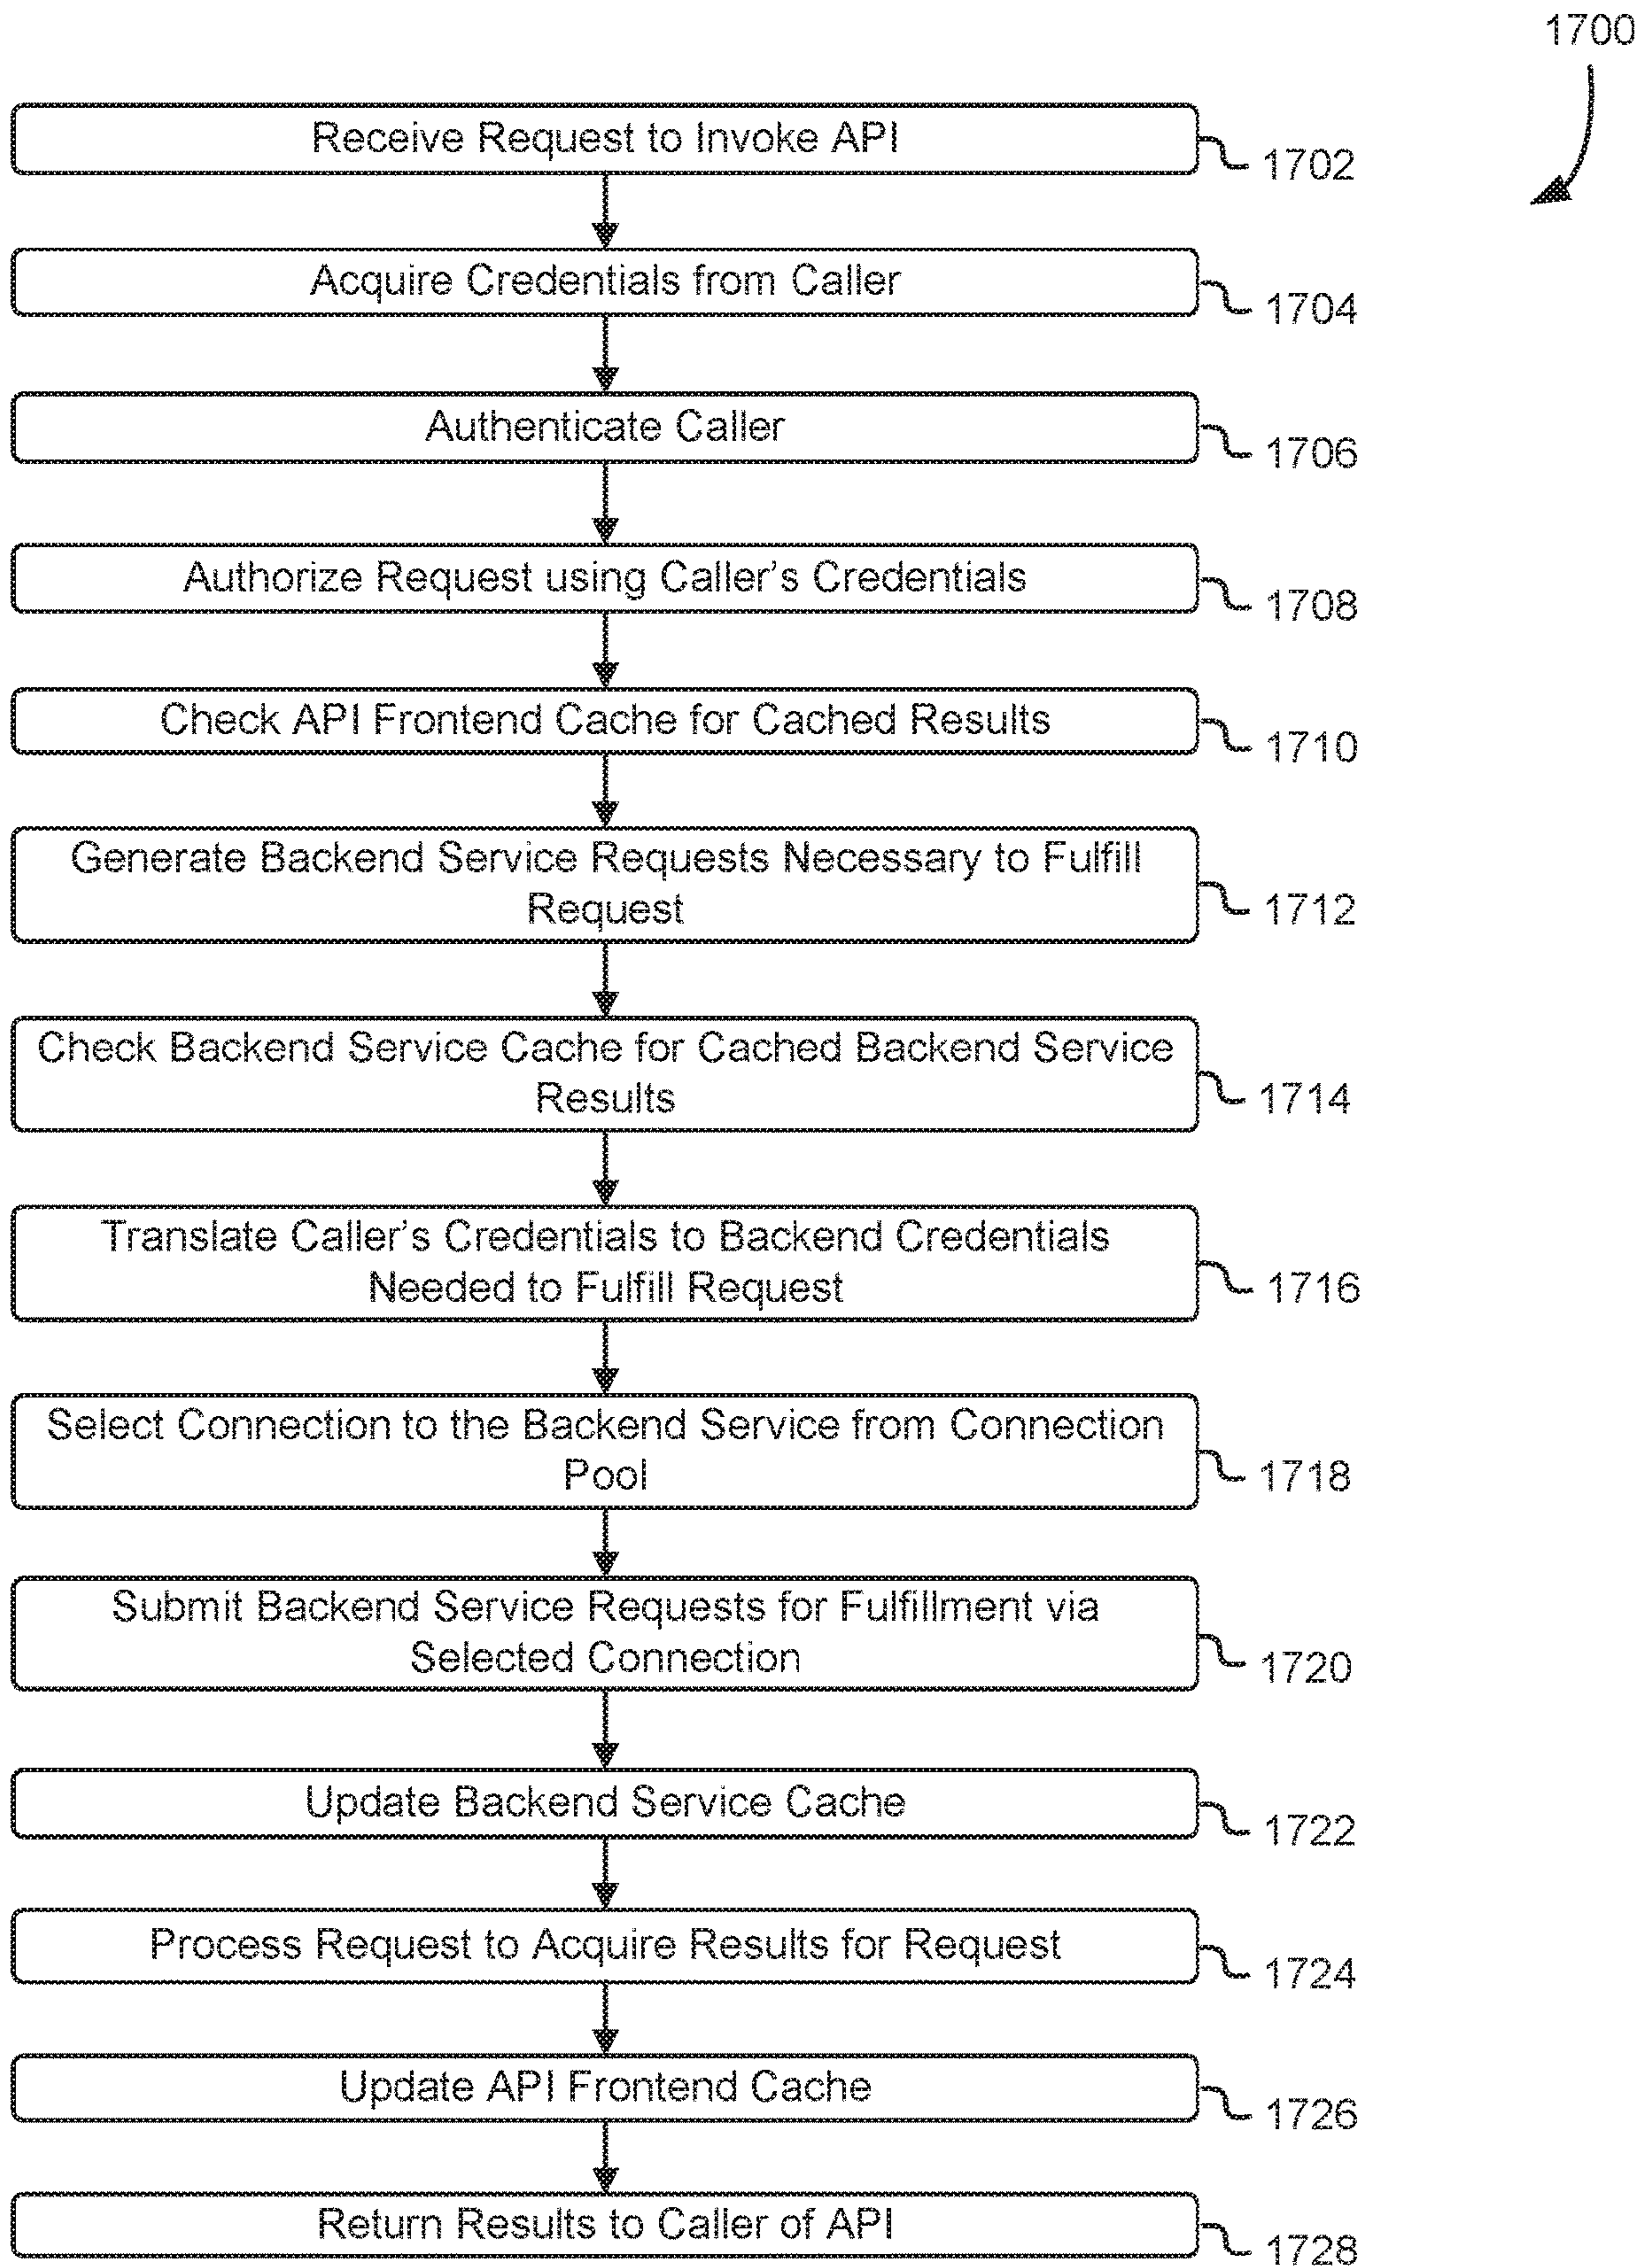 1700
Receive Request to Invoke API
1702
Acquire Credentials from Caller
1704
Authenticate Caller
1706
Authorize Request using Caller's Credentials
1708
Check API Frontend Cache for Cached Results
1710
Generate Backend Service Requests Necessary to Fulfill
Request
1712
Check Backend Service Cache for Cached Backend Service
Results
1714
Translate Caller's Credentials to Backend Credentials
Needed to Fulfill Request
1716
Select Connection to the Backend Service from Connection
Pool
1718
Submit Backend Service Requests for Fulfillment via
Selected Connection
1720
Update Backend Service Cache
1722
Process Request to Acquire Results for Request
1724
Update API Frontend Cache
1726
Return Results to Caller of API
1728